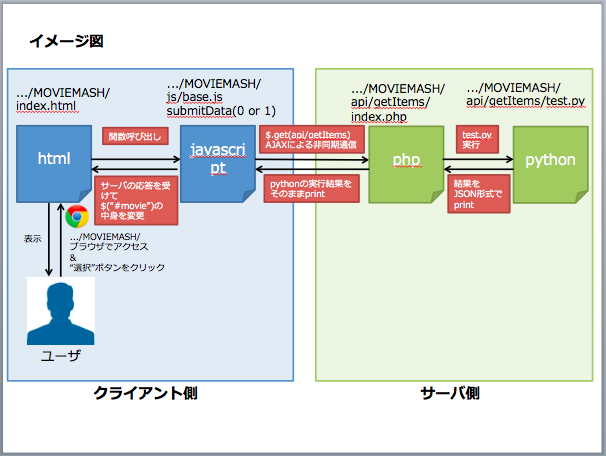 イメージ図
.../MOVIEMASH/
index.html
.../MOVIEMASH/
js/base.js
submitData(0 or 1)
.../MOVIEMASH/
api/getItems/
index.php
.../MOVIEMASH/
api/getItems/test.py
html
関数呼び出し
javascri
pt
$.get(api/getItems)
AJAXによる非同期通信
php
test.py
実行
python
サーバの応答を受
けて
$("#movie")の
中身を変更
pythonの実行結果を
そのままprint
結果を
JSON形式で
print
表示
.../MOVIEMASH/
ブラウザでアクセス
&
"選択"ボタンをクリック
ユーザ
クライアント側
サーバ側